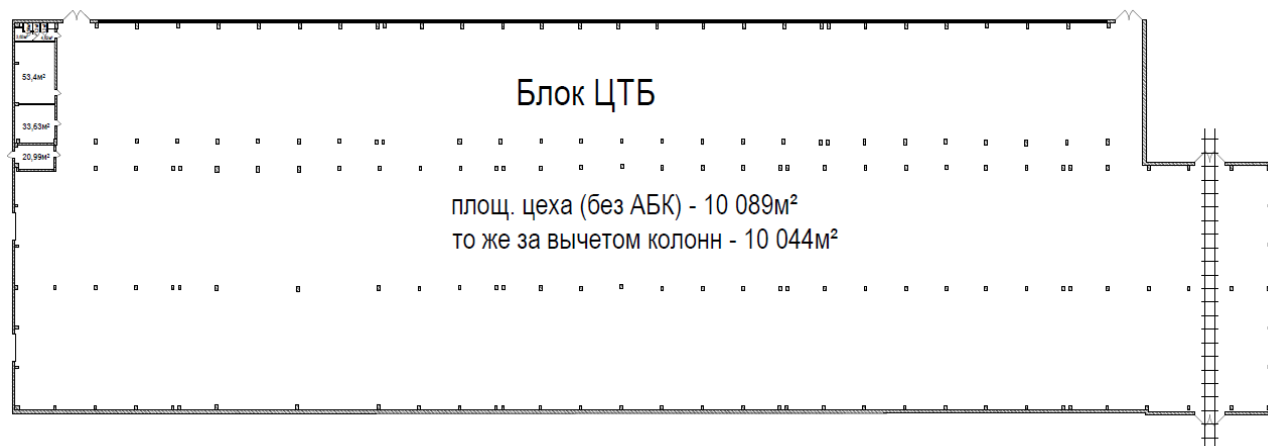 Блок ЦТБ
53,4м²
33,63м²
20,99м²
площ. цеха (без АБК) - 10 089м²
то же за вычетом колонн - 10 044м²